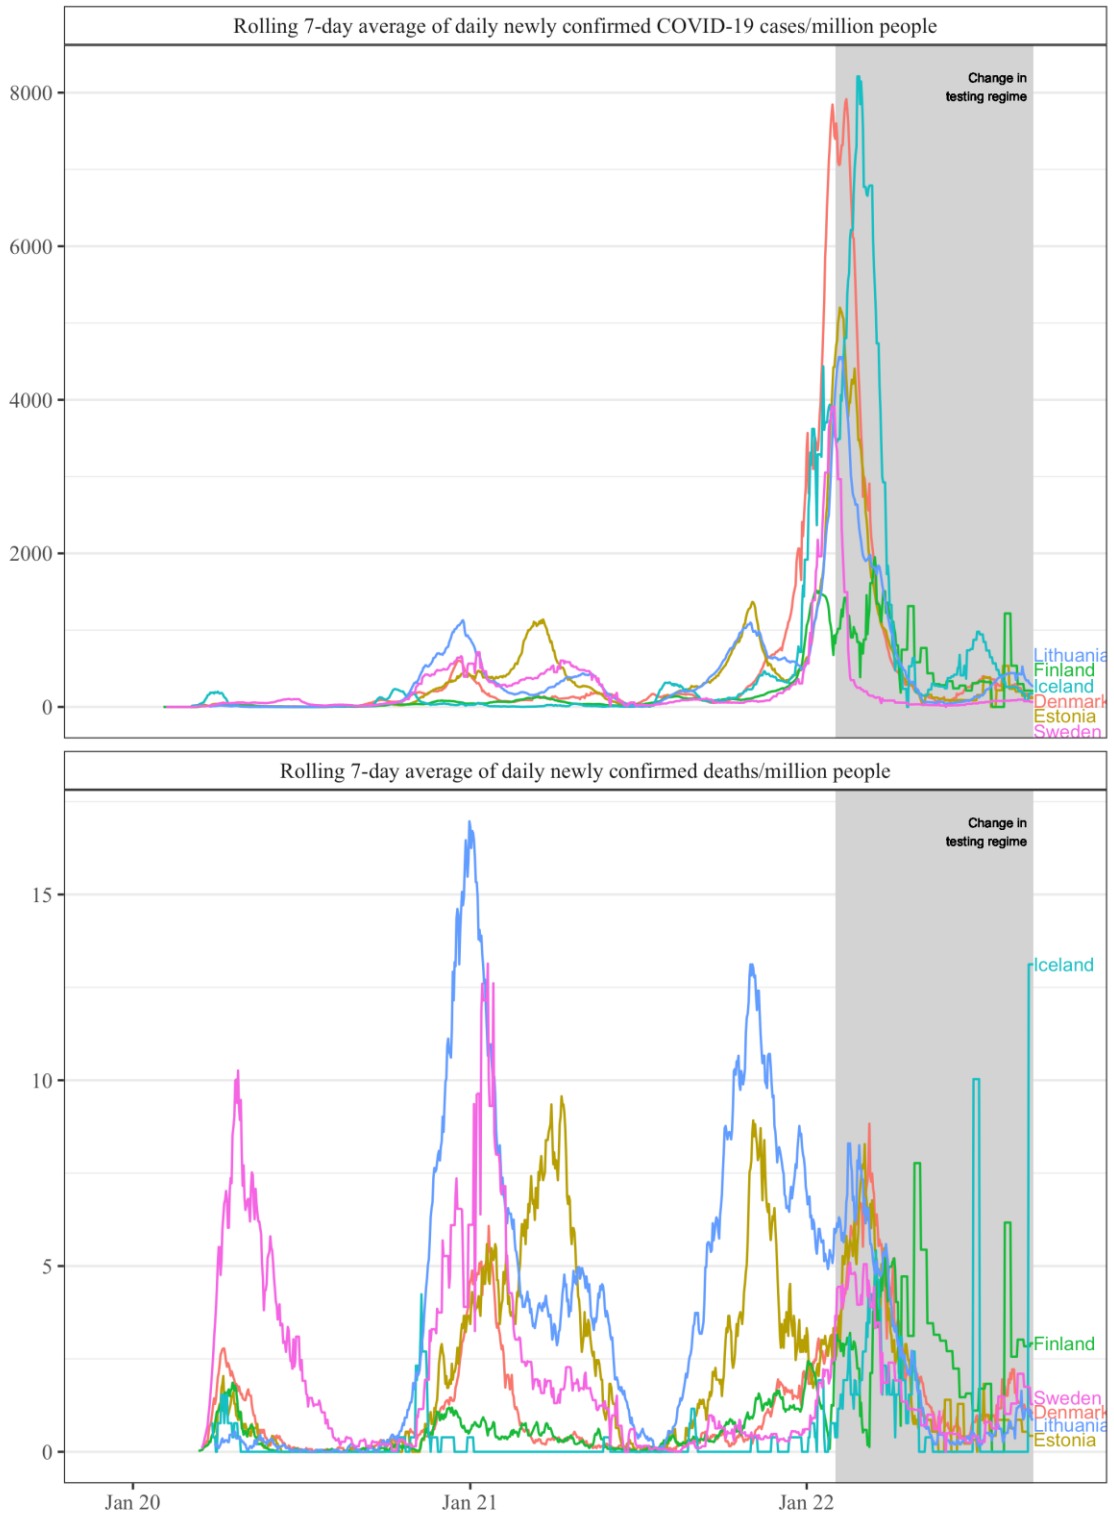 Rolling 7-day average of daily newly confirmed COVID-19 cases/million people
Change in
testing regime
8000
6000
4000
2000
0
Lithuania
Finland
Iceland
Denmark
Estonia
Sweden
Rolling 7-day average of daily newly confirmed deaths/million people
Change in
testing regime
15
Iceland
10
5
Finland
Sweden
Denmark
Lithuania
Estonia
0
Jan 20 Jan 21 Jan 22